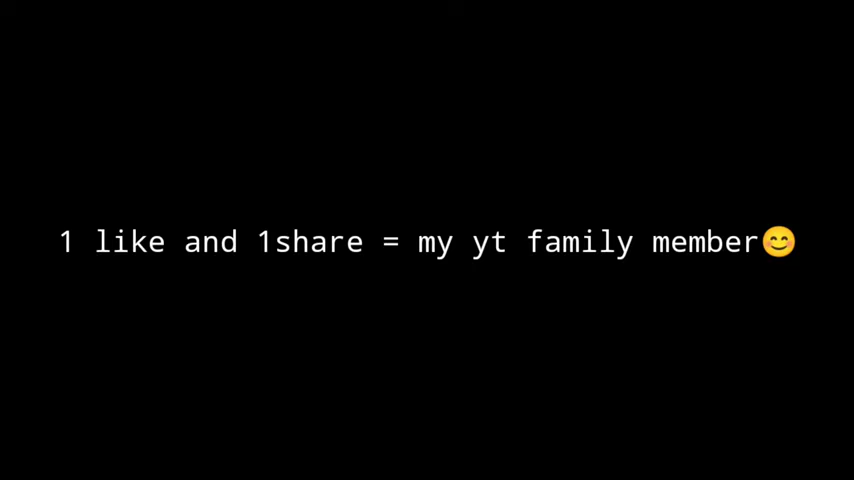 1 like and 1share = my yt family member😊